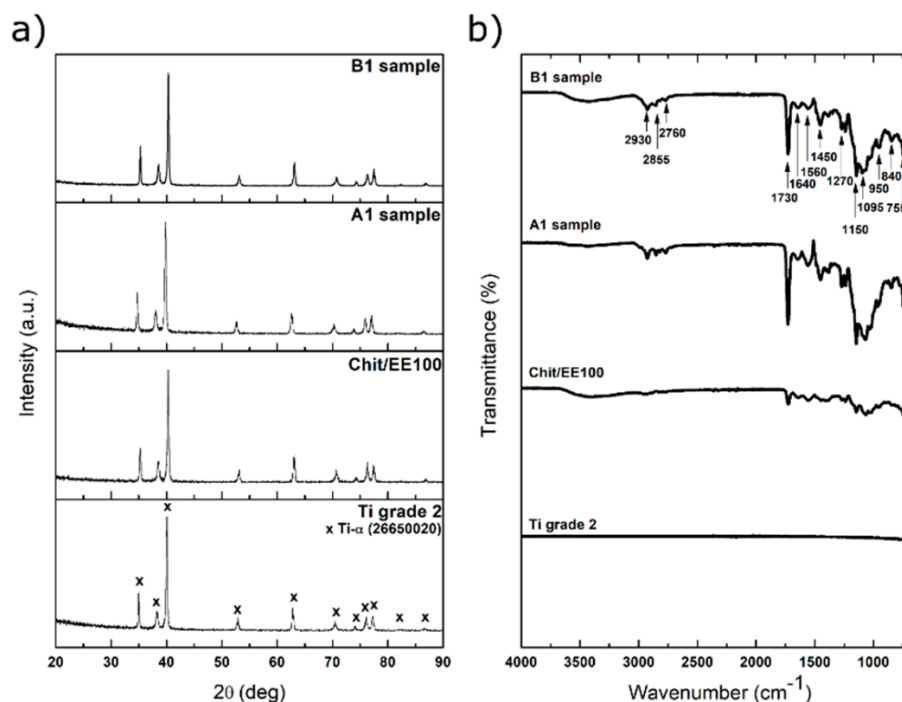 a)
B1 sample
A1 sample
Chit/EE100
Ti grade 2
x Ti-α (26650020)
x
x
x
x
x
x
x
x
x
x
x
Intensity (a.u.)
20 30 40 50 60 70 80 90
2θ (deg)
b)
B1 sample
2930
2855
2760
1730
1640
1560
1450
1270
1150
1095
950
840
755
A1 sample
Chit/EE100
Ti grade 2
Transmittance (%)
4000 3500 3000 2500 2000 1500 1000
Wavenumber (cm⁻¹)